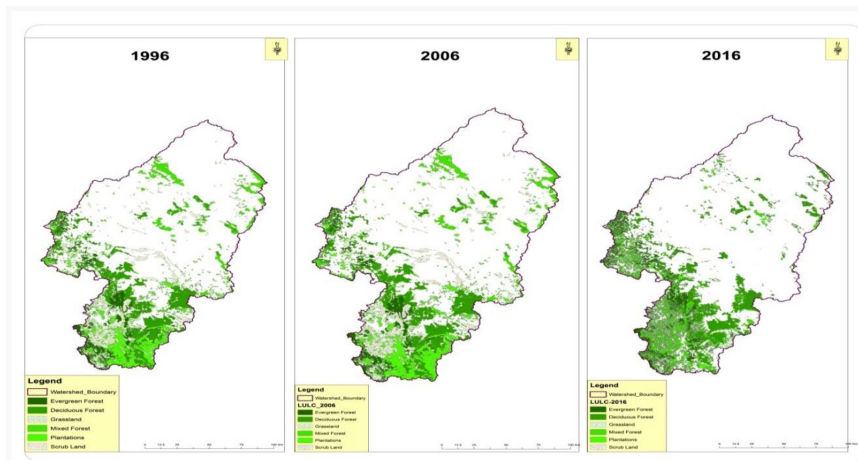 1996
Legend
Watershed_Boundary
Evergreen Forest
Deciduous Forest
Grassland
Mixed Forest
Plantations
Scrub Land
2006
Legend
Watershed_Boundary
LULC_2006
Evergreen Forest
Deciduous Forest
Grassland
Mixed Forest
Plantations
Scrub Land
2016
Legend
Watershed_Boundary
LULC-2016
Evergreen Forest
Deciduous Forest
Grassland
Mixed Forest
Plantations
Scrub Land